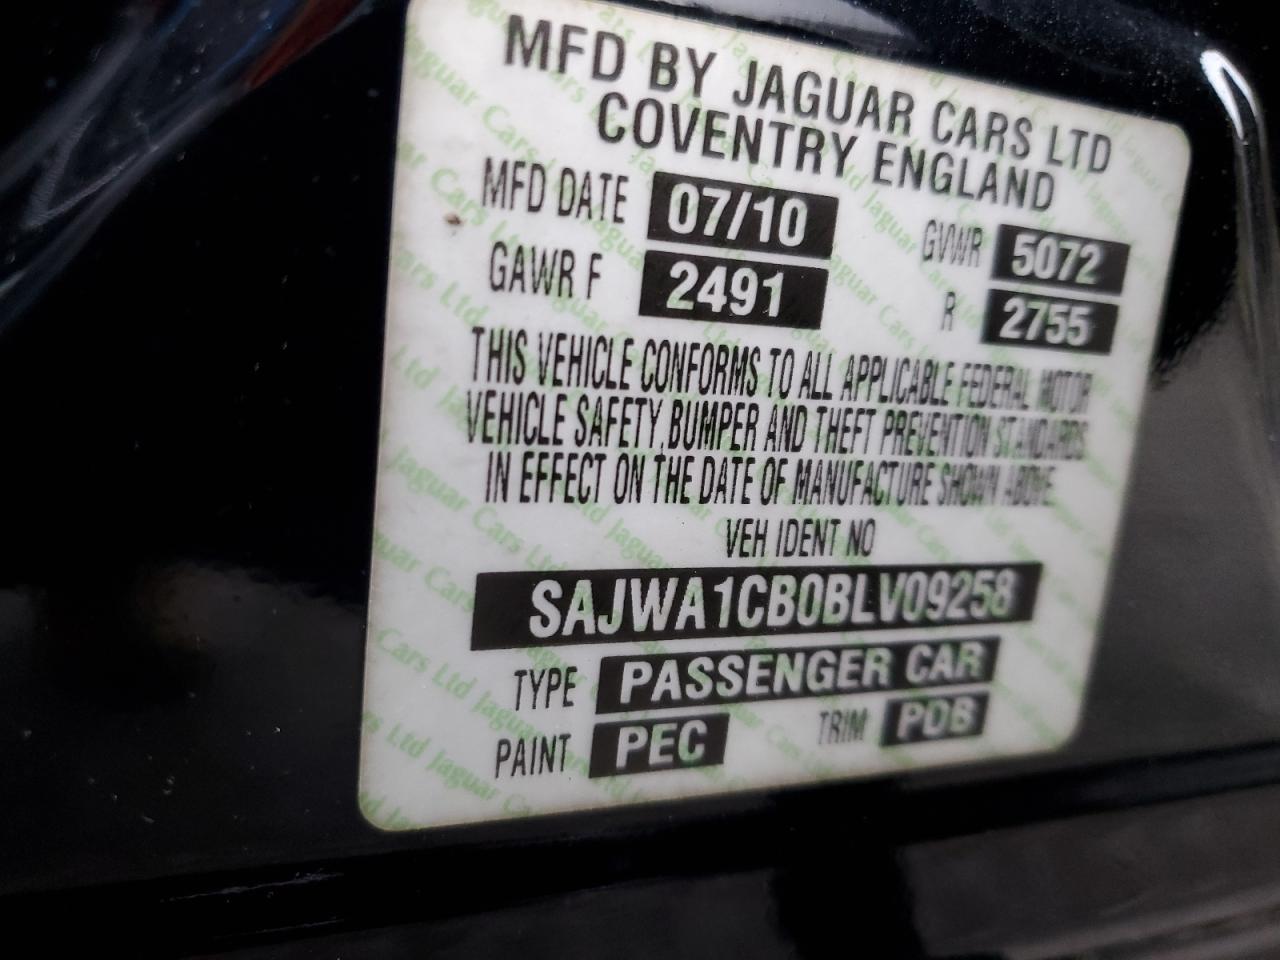 MFD BY JAGUAR CARS LTD
COVENTRY ENGLAND
MFD DATE 07/10 GVWR 5072
GAWR F 2491 R 2755
THIS VEHICLE CONFORMS TO ALL APPLICABLE FEDERAL MOTOR
VEHICLE SAFETY, BUMPER AND THEFT PREVENTION STANDARDS
IN EFFECT ON THE DATE OF MANUFACTURE SHOWN ABOVE
VEH IDENT NO
SAJWA1CB0BLV09258
TYPE PASSENGER CAR
PAINT PEC TRIM PDB